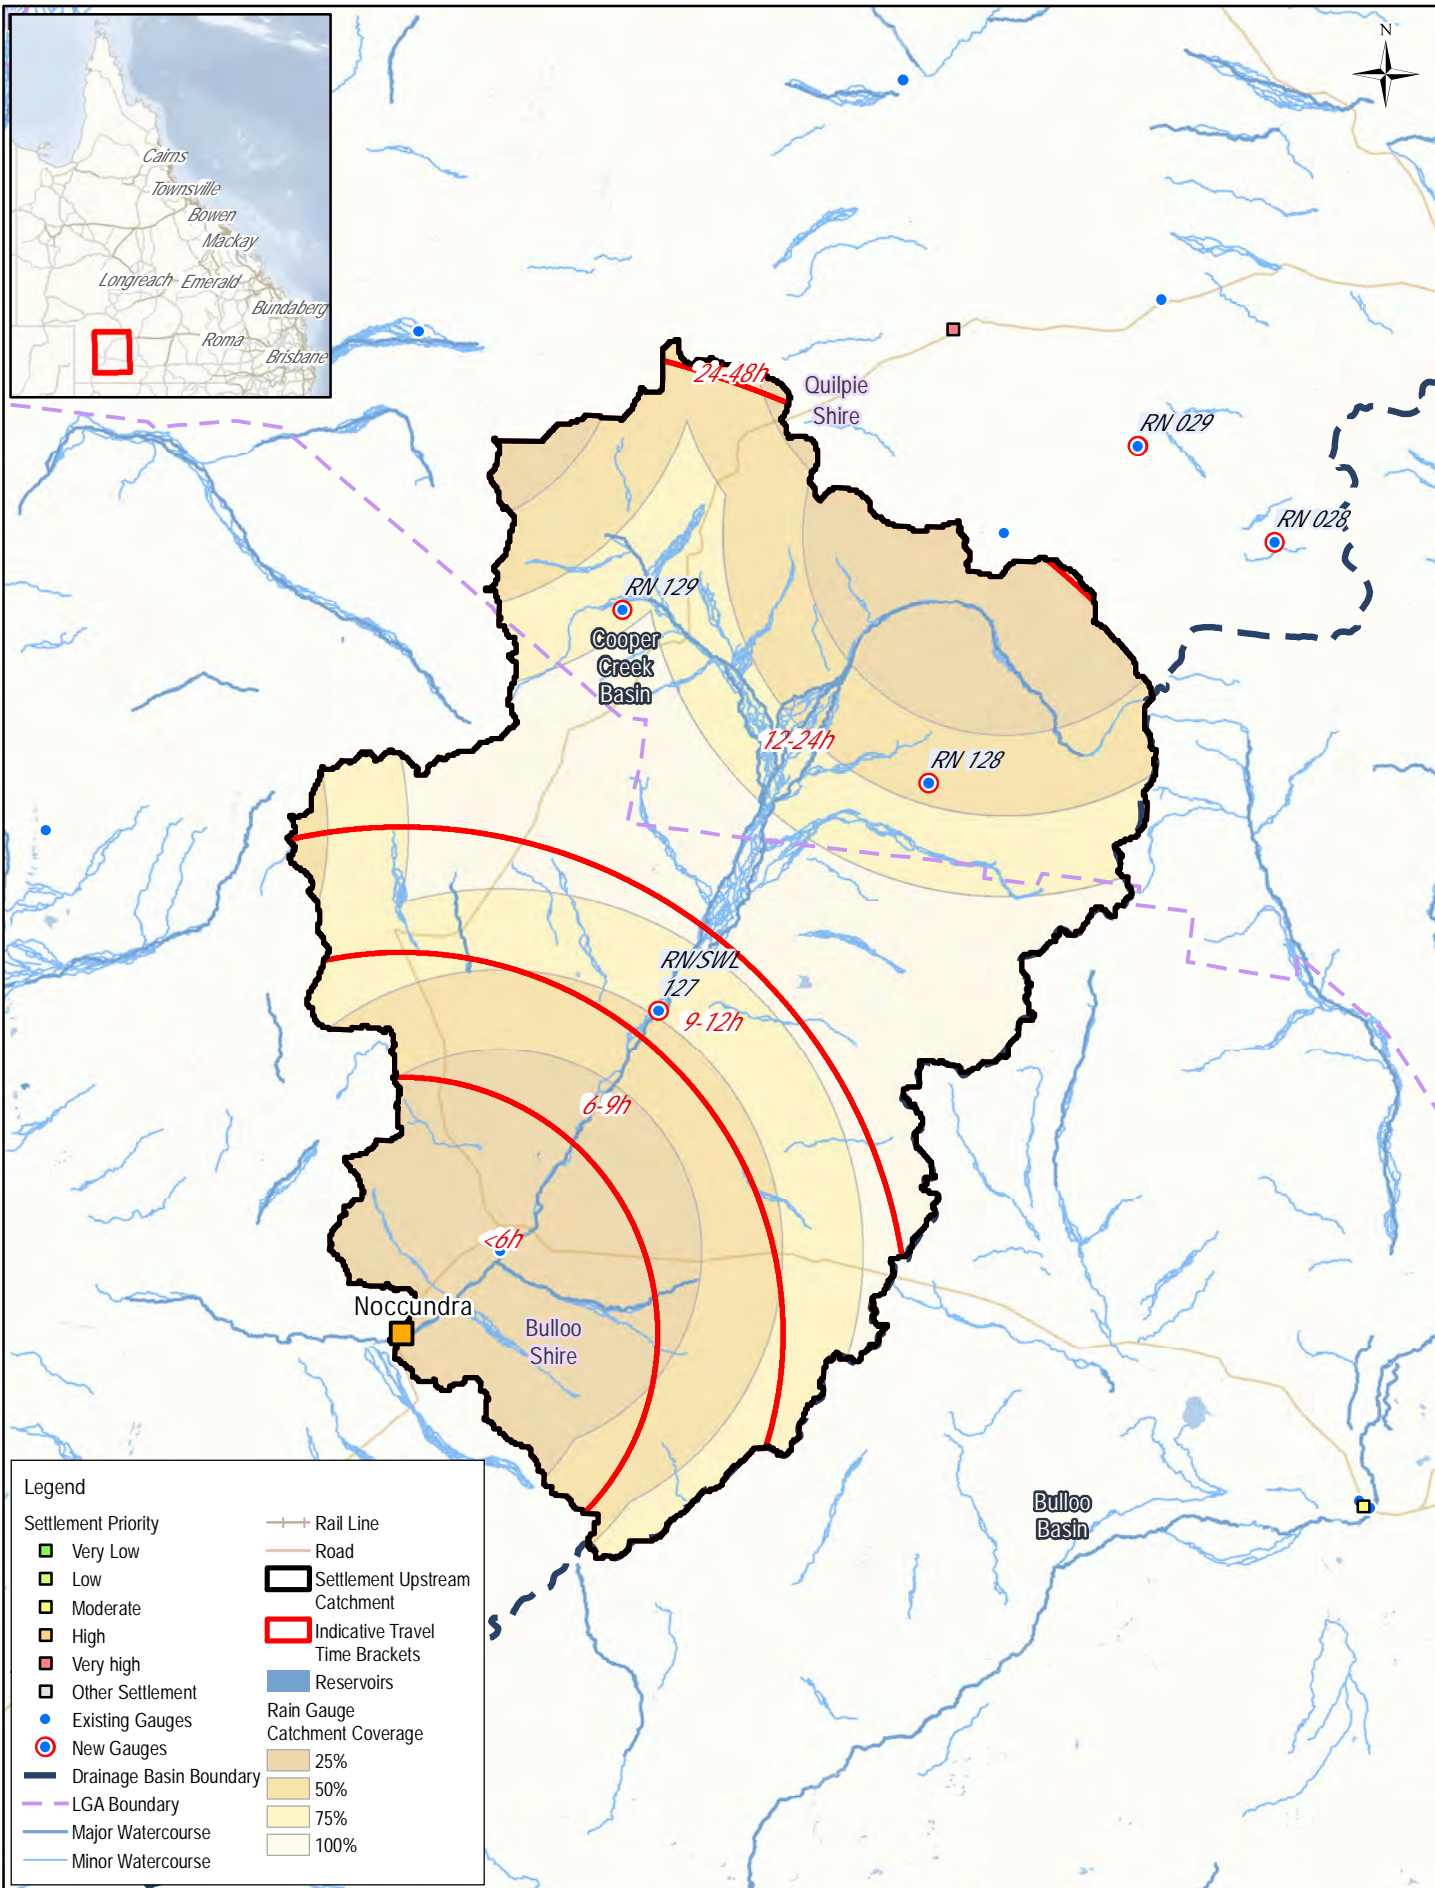 N
Cairns
Townsville
Bowen
Mackay
Longreach
Emerald
Bundaberg
Roma
Brisbane
24-48h
Quilpie
Shire
RN 029
RN 028
RN 129
Cooper
Creek
Basin
12-24h
RN 128
RN/SWL
127
9-12h
6-9h
<6h
Noccundra
Bulloo
Shire
Bulloo
Basin
Legend
Settlement Priority
Very Low
Low
Moderate
High
Very high
Other Settlement
Existing Gauges
New Gauges
Drainage Basin Boundary
LGA Boundary
Major Watercourse
Minor Watercourse
Rail Line
Road
Settlement Upstream
Catchment
Indicative Travel
Time Brackets
Reservoirs
Rain Gauge
Catchment Coverage
25%
50%
75%
100%